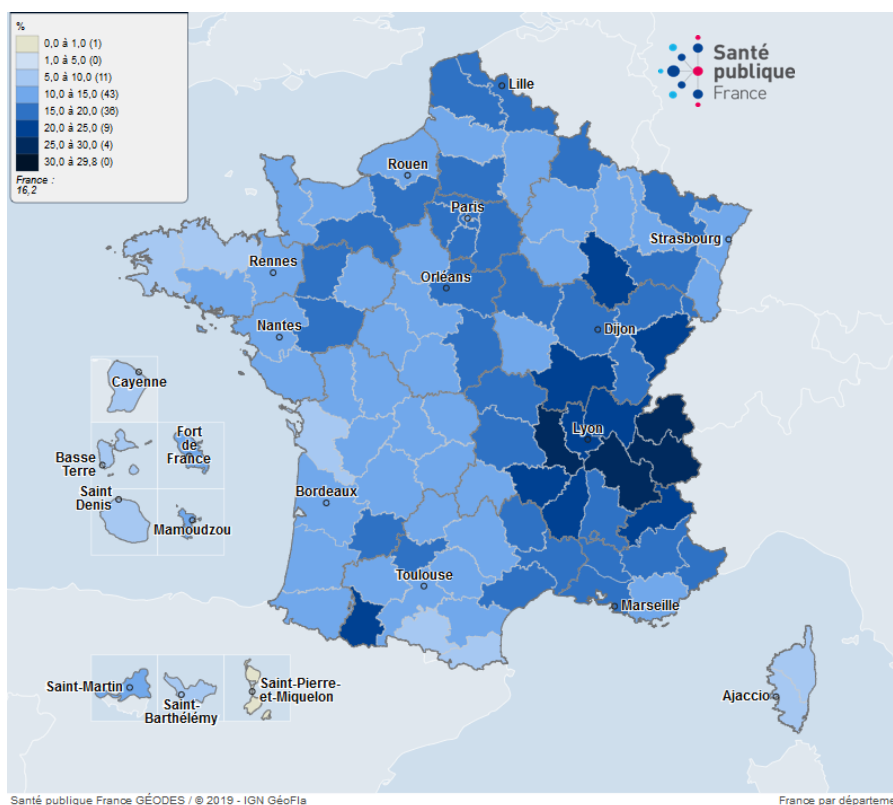 %
0,0 à 1,0 (1)
1,0 à 5,0 (0)
5,0 à 10,0 (11)
10,0 à 15,0 (43)
15,0 à 20,0 (36)
20,0 à 25,0 (9)
25,0 à 30,0 (4)
30,0 à 29,8 (0)
France :
16,2
Santé
publique
France
Lille
Rouen
Paris
Strasbourg
Rennes
Orléans
Nantes
Dijon
Cayenne
Lyon
Basse
Terre
Fort
de
France
Saint
Denis
Mamoudzou
Bordeaux
Toulouse
Marseille
Saint-Martin
Saint-
Barthélémy
Saint-Pierre-
et-Miquelon
Ajaccio
Santé publique France GÉODES / © 2019 - IGN GéoFla
France par départeme